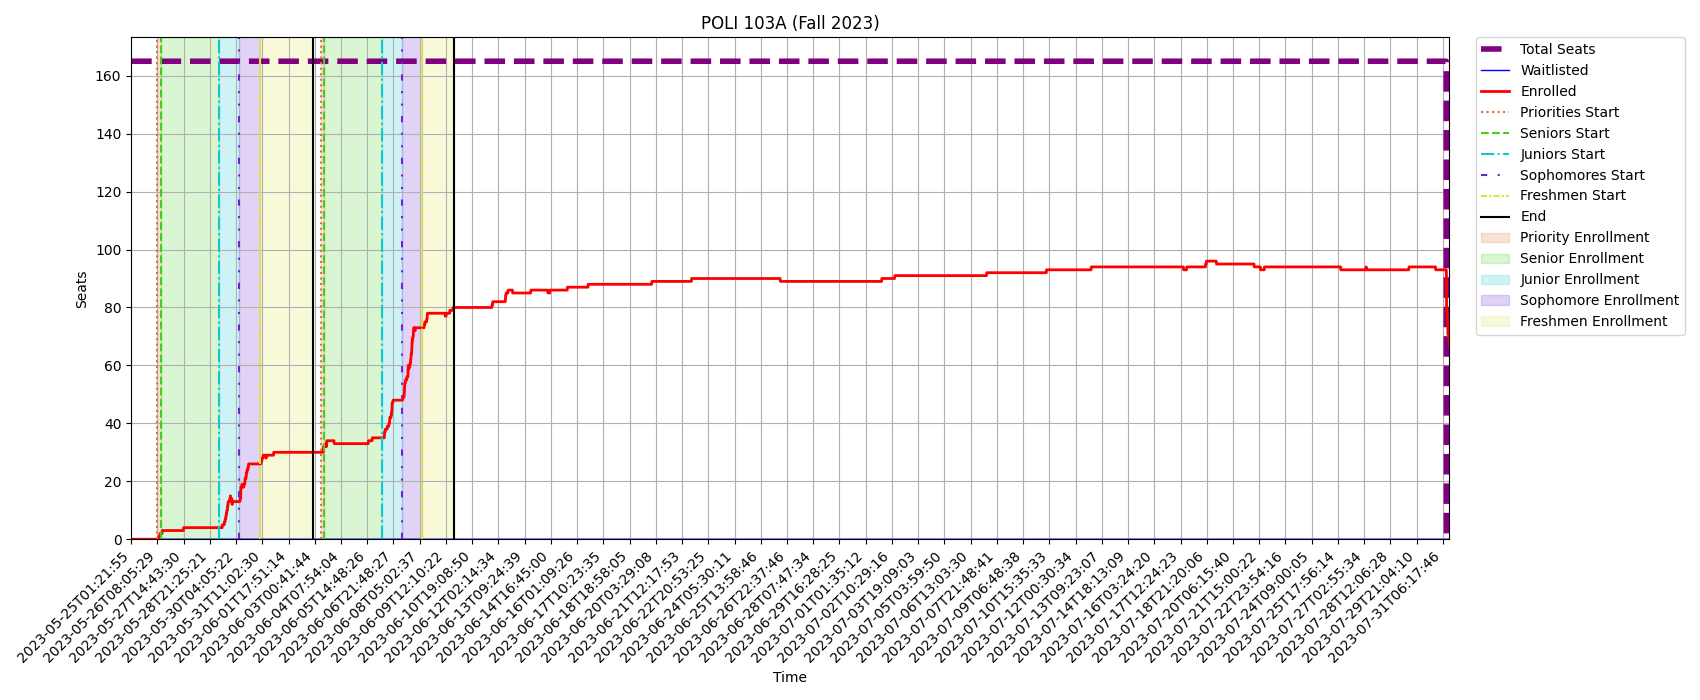 POLI 103A (Fall 2023)
Seats
160
140
120
100
80
60
40
20
0
2023-05-25T01:21:55
2023-05-26T08:05:29
2023-05-27T14:43:30
2023-05-28T21:25:21
2023-05-30T04:05:22
2023-05-31T11:02:30
2023-06-01T17:51:14
2023-06-03T00:41:44
2023-06-04T07:54:04
2023-06-05T14:48:26
2023-06-06T21:48:27
2023-06-08T05:02:37
2023-06-09T12:10:22
2023-06-10T19:08:50
2023-06-12T02:14:34
2023-06-13T09:24:39
2023-06-14T16:45:00
2023-06-16T01:09:26
2023-06-17T10:23:35
2023-06-18T18:58:05
2023-06-20T03:29:08
2023-06-21T12:17:53
2023-06-22T20:53:25
2023-06-24T05:30:11
2023-06-25T13:58:46
2023-06-26T22:37:46
2023-06-28T07:47:34
2023-06-29T16:28:25
2023-07-01T01:35:12
2023-07-02T10:29:16
2023-07-03T19:09:03
2023-07-05T03:59:50
2023-07-06T13:03:30
2023-07-07T21:48:41
2023-07-09T06:48:38
2023-07-10T15:35:33
2023-07-12T00:30:34
2023-07-13T09:23:07
2023-07-14T18:13:09
2023-07-16T03:24:20
2023-07-17T12:24:23
2023-07-18T21:20:06
2023-07-20T06:15:40
2023-07-21T15:00:22
2023-07-22T23:54:16
2023-07-24T09:00:05
2023-07-25T17:56:14
2023-07-27T02:55:34
2023-07-28T12:06:28
2023-07-29T21:04:10
2023-07-31T06:17:46
Time
Total Seats
Waitlisted
Enrolled
Priorities Start
Seniors Start
Juniors Start
Sophomores Start
Freshmen Start
End
Priority Enrollment
Senior Enrollment
Junior Enrollment
Sophomore Enrollment
Freshmen Enrollment